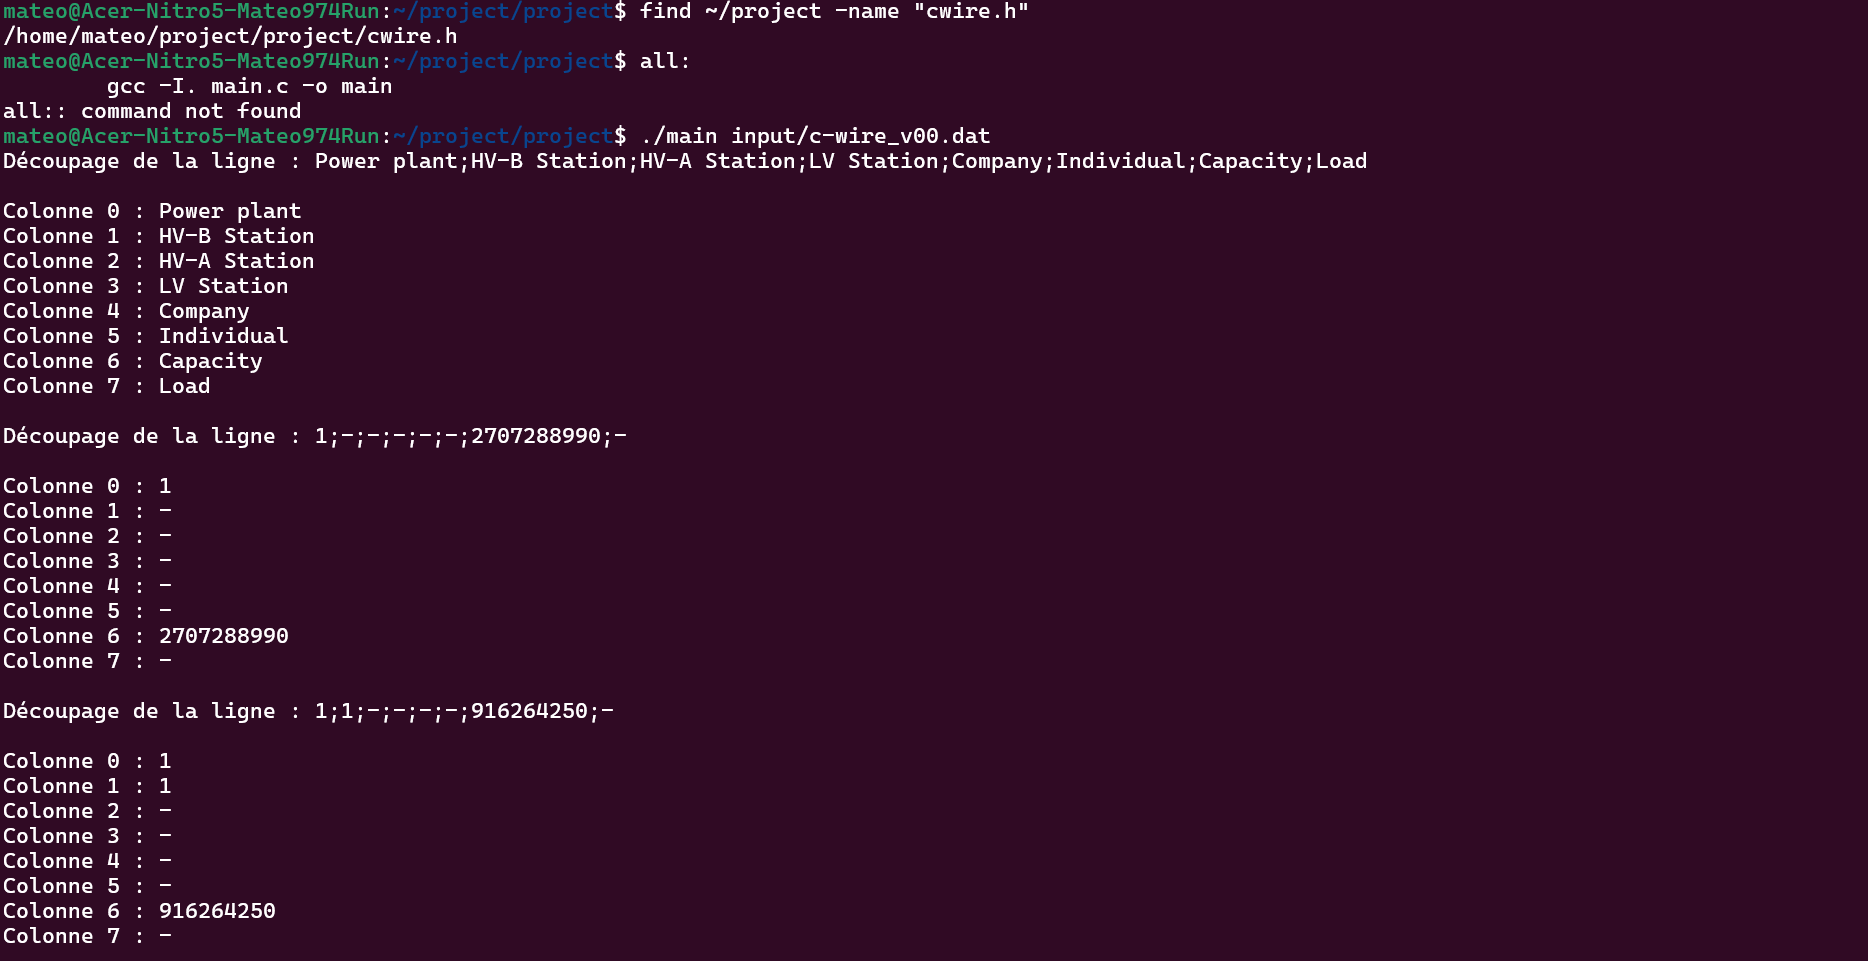 mateo@Acer-Nitro5-Mateo974Run:~/project/project$ find ~/project -name "cwire.h"
/home/mateo/project/project/cwire.h
mateo@Acer-Nitro5-Mateo974Run:~/project/project$ all:
        gcc -I. main.c -o main
all:: command not found
mateo@Acer-Nitro5-Mateo974Run:~/project/project$ ./main input/c-wire_v00.dat
Découpage de la ligne : Power plant;HV-B Station;HV-A Station;LV Station;Company;Individual;Capacity;Load

Colonne 0 : Power plant
Colonne 1 : HV-B Station
Colonne 2 : HV-A Station
Colonne 3 : LV Station
Colonne 4 : Company
Colonne 5 : Individual
Colonne 6 : Capacity
Colonne 7 : Load

Découpage de la ligne : 1;-;-;-;-;-;2707288990;-

Colonne 0 : 1
Colonne 1 : -
Colonne 2 : -
Colonne 3 : -
Colonne 4 : -
Colonne 5 : -
Colonne 6 : 2707288990
Colonne 7 : -

Découpage de la ligne : 1;1;-;-;-;-;916264250;-

Colonne 0 : 1
Colonne 1 : 1
Colonne 2 : -
Colonne 3 : -
Colonne 4 : -
Colonne 5 : -
Colonne 6 : 916264250
Colonne 7 : -